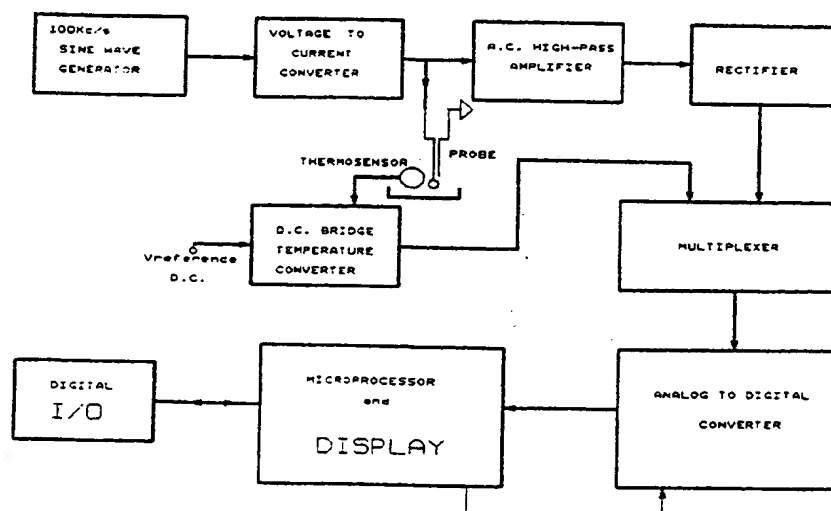 100Kc/s
SINE WAVE
GENERATOR
VOLTAGE TO
CURRENT
CONVERTER
A.C. HIGH-PASS
AMPLIFIER
RECTIFIER
THERMOSENSOR
PROBE
D.C. BRIDGE
TEMPERATURE
CONVERTER
Vreference
D.C.
MULTIPLEXER
DIGITAL
I/O
MICROPROCESSOR
and
DISPLAY
ANALOG TO DIGITAL
CONVERTER